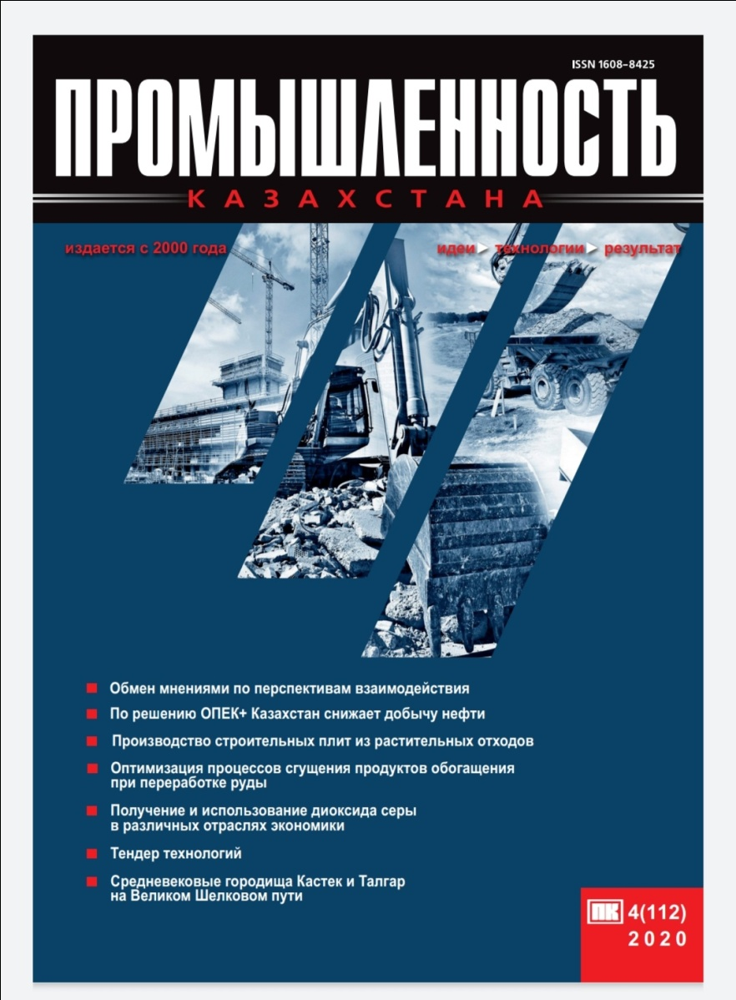 ISSN 1608–8425
ПРОМЫШЛЕННОСТЬ
КАЗАХСТАНА
издается с 2000 года
идеи технологии результат
Обмен мнениями по перспективам взаимодействия
По решению ОПЕК+ Казахстан снижает добычу нефти
Производство строительных плит из растительных отходов
Оптимизация процессов сгущения продуктов обогащения
при переработке руды
Получение и использование диоксида серы
в различных отраслях экономики
Тендер технологий
Средневековые городища Кастек и Талгар
на Великом Шелковом пути
ПК 4(112)
2020